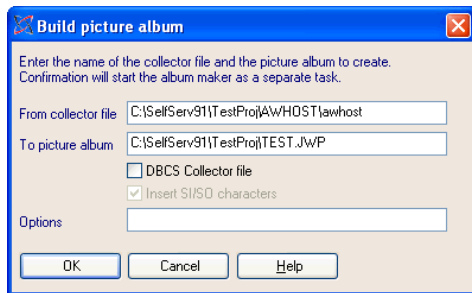 Build picture album
Enter the name of the collector file and the picture album to create.
Confirmation will start the album maker as a separate task.
From collector file C:\SelfServ91\TestProj\AWHOST\awhost
To picture album C:\SelfServ91\TestProj\TEST.JWP
DBCS Collector file
Insert SI/SO characters
Options
OK Cancel Help